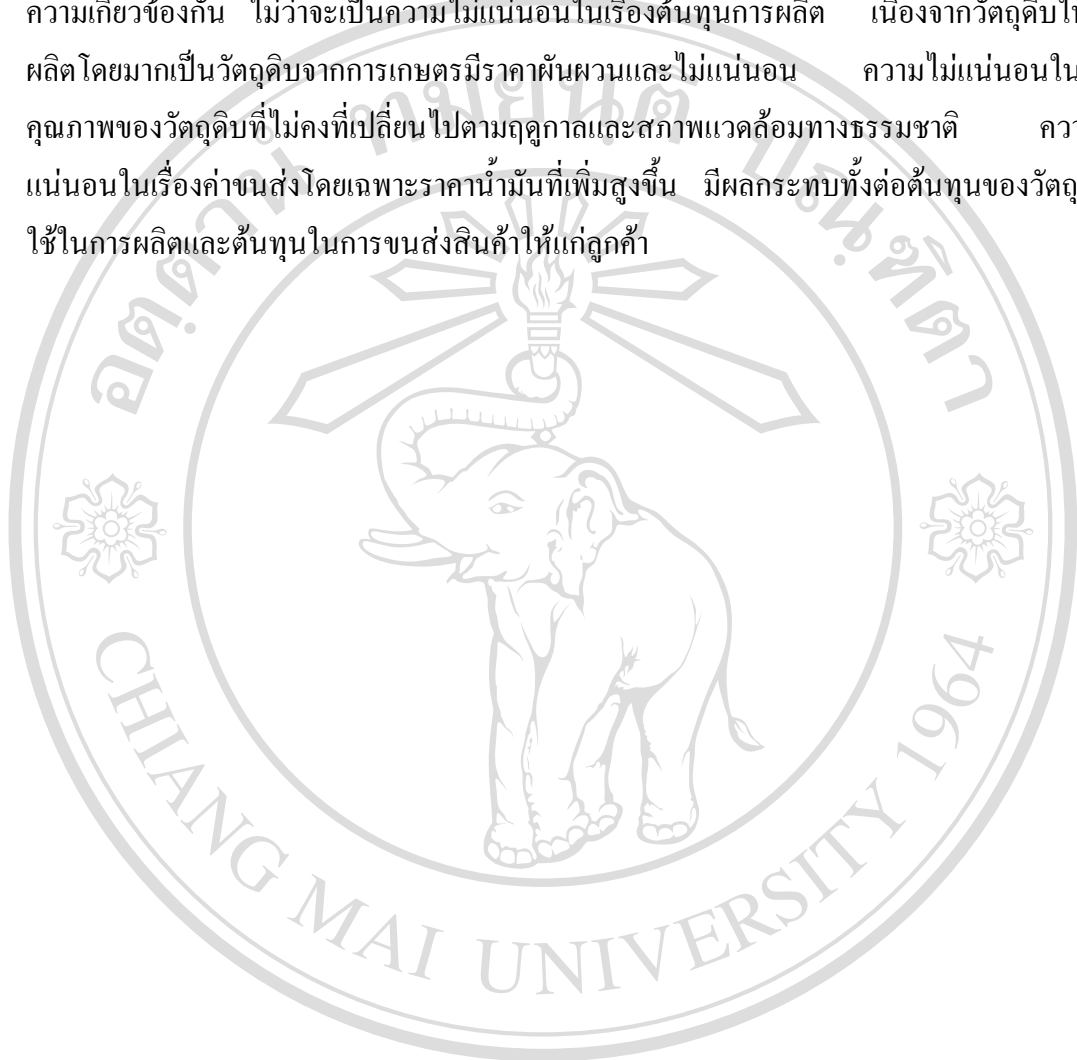 ความเกี่ยวข้องกัน ไม่ว่าจะเป็นความไม่แน่นอนในเรื่องต้นทุนการผลิต เนื่องจากวัตถุดิบใน
ผลิตโดยมากเป็นวัตถุดิบจากการเกษตรมีราคาผันผวนและไม่แน่นอน ความไม่แน่นอนใน
คุณภาพของวัตถุดิบที่ไม่คงที่เปลี่ยนไปตามฤดูกาลและสภาพแวดล้อมทางธรรมชาติ
แน่นอนในเรื่องค่าขนส่งโดยเฉพาะราคาน้ำมันที่เพิ่มสูงขึ้น มีผลกระทบทั้งต่อต้นทุนของวัตถุ
ใช้ในการผลิตและต้นทุนในการขนส่งสินค้าให้แก่ลูกค้า
อตฺตานํ ทมยนฺติ ปณฺฑิตา
CHIANG MAI UNIVERSITY 1964